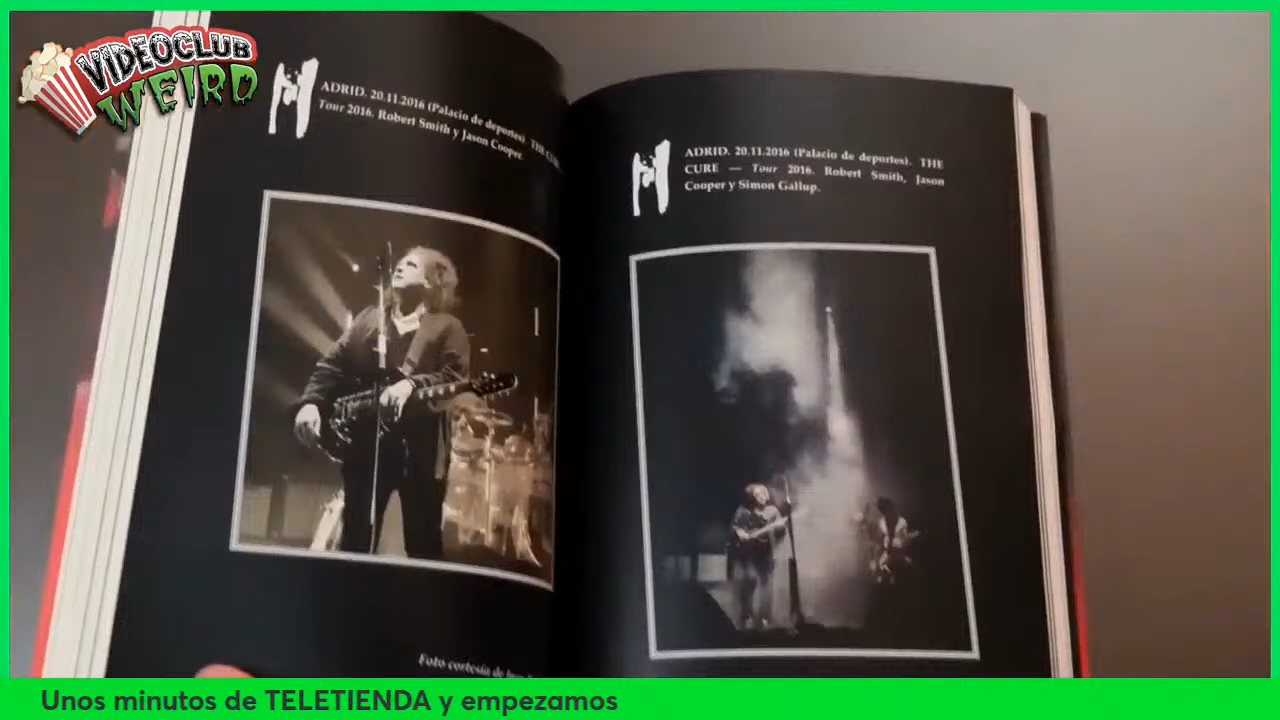 VIDEOCLUB
WEIRD
MADRID. 20.11.2016 (Palacio de deportes). THE CURE
Tour 2016. Robert Smith y Jason Cooper.
MADRID. 20.11.2016 (Palacio de deportes). THE
CURE — Tour 2016. Robert Smith, Jason
Cooper y Simon Gallup.
Foto cortesía de
Unos minutos de TELETIENDA y empezamos